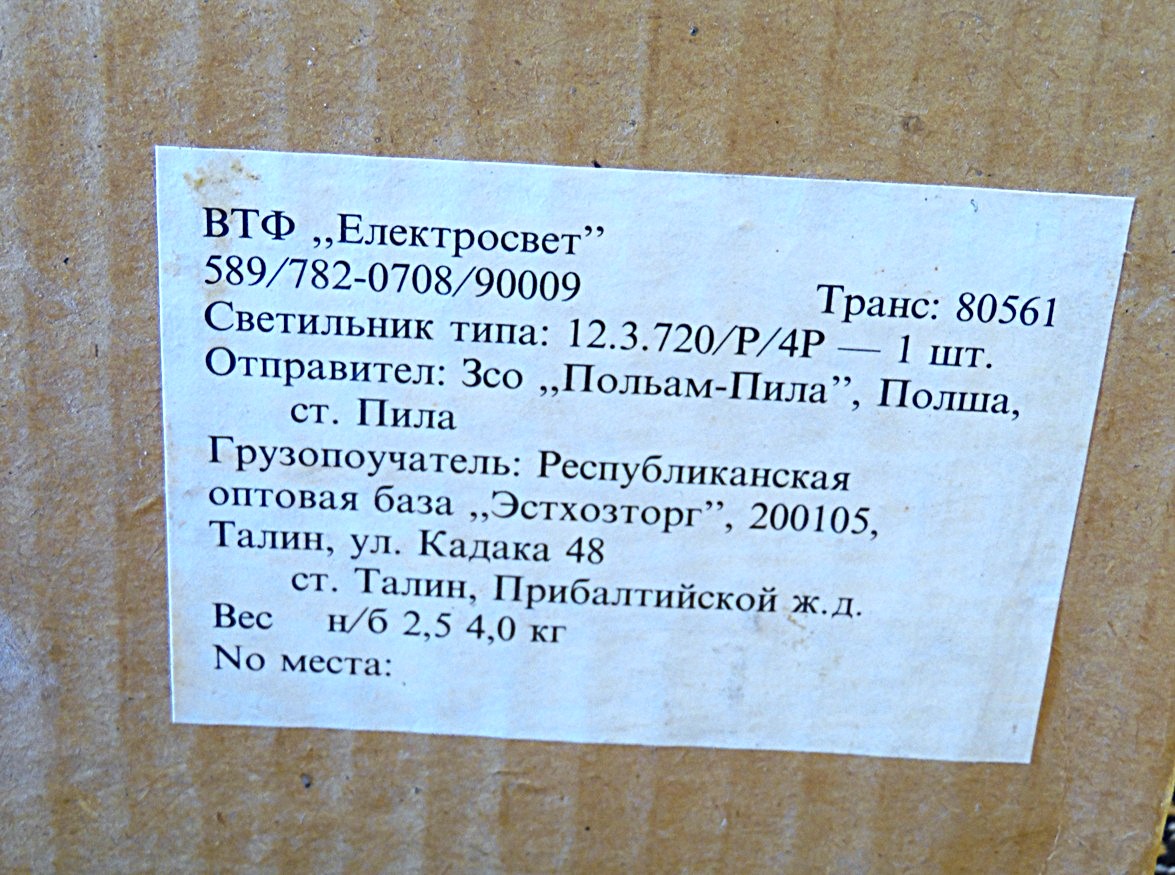 ВТФ ,,Електросвет”
589/782-0708/90009 Транс: 80561
Светильник типа: 12.3.720/Р/4Р — 1 шт.
Отправител: Зсо ,,Польам-Пила”, Полша,
ст. Пила
Грузопоучатель: Республиканская
оптовая база ,,Эстхозторг”, 200105,
Талин, ул. Кадака 48
ст. Талин, Прибалтийской ж.д.
Вес н/б 2,5 4,0 кг
No места: